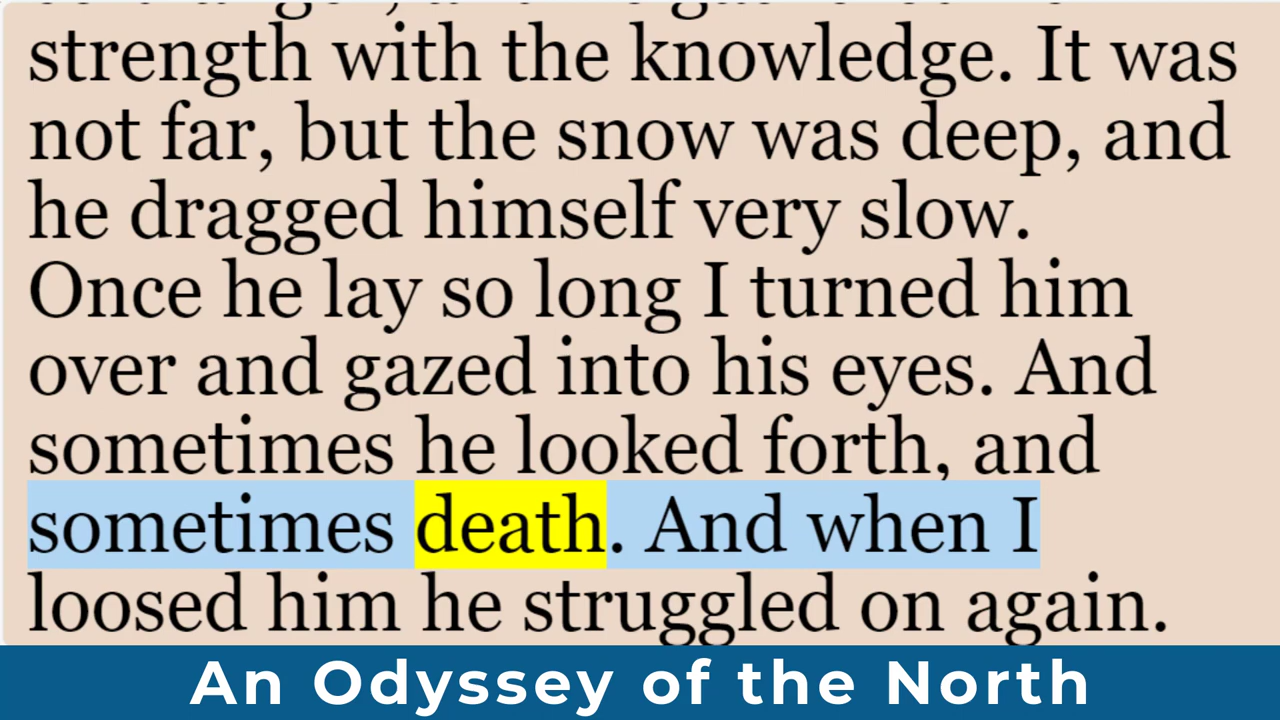 strength with the knowledge. It was
not far, but the snow was deep, and
he dragged himself very slow.
Once he lay so long I turned him
over and gazed into his eyes. And
sometimes he looked forth, and
sometimes death. And when I
loosed him he struggled on again.
An Odyssey of the North